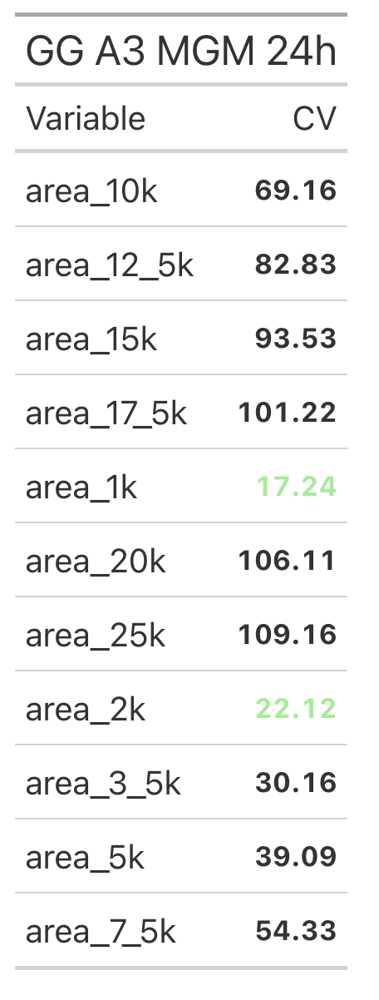 GG A3 MGM 24h
Variable CV
area_10k 69.16
area_12_5k 82.83
area_15k 93.53
area_17_5k 101.22
area_1k 17.24
area_20k 106.11
area_25k 109.16
area_2k 22.12
area_3_5k 30.16
area_5k 39.09
area_7_5k 54.33